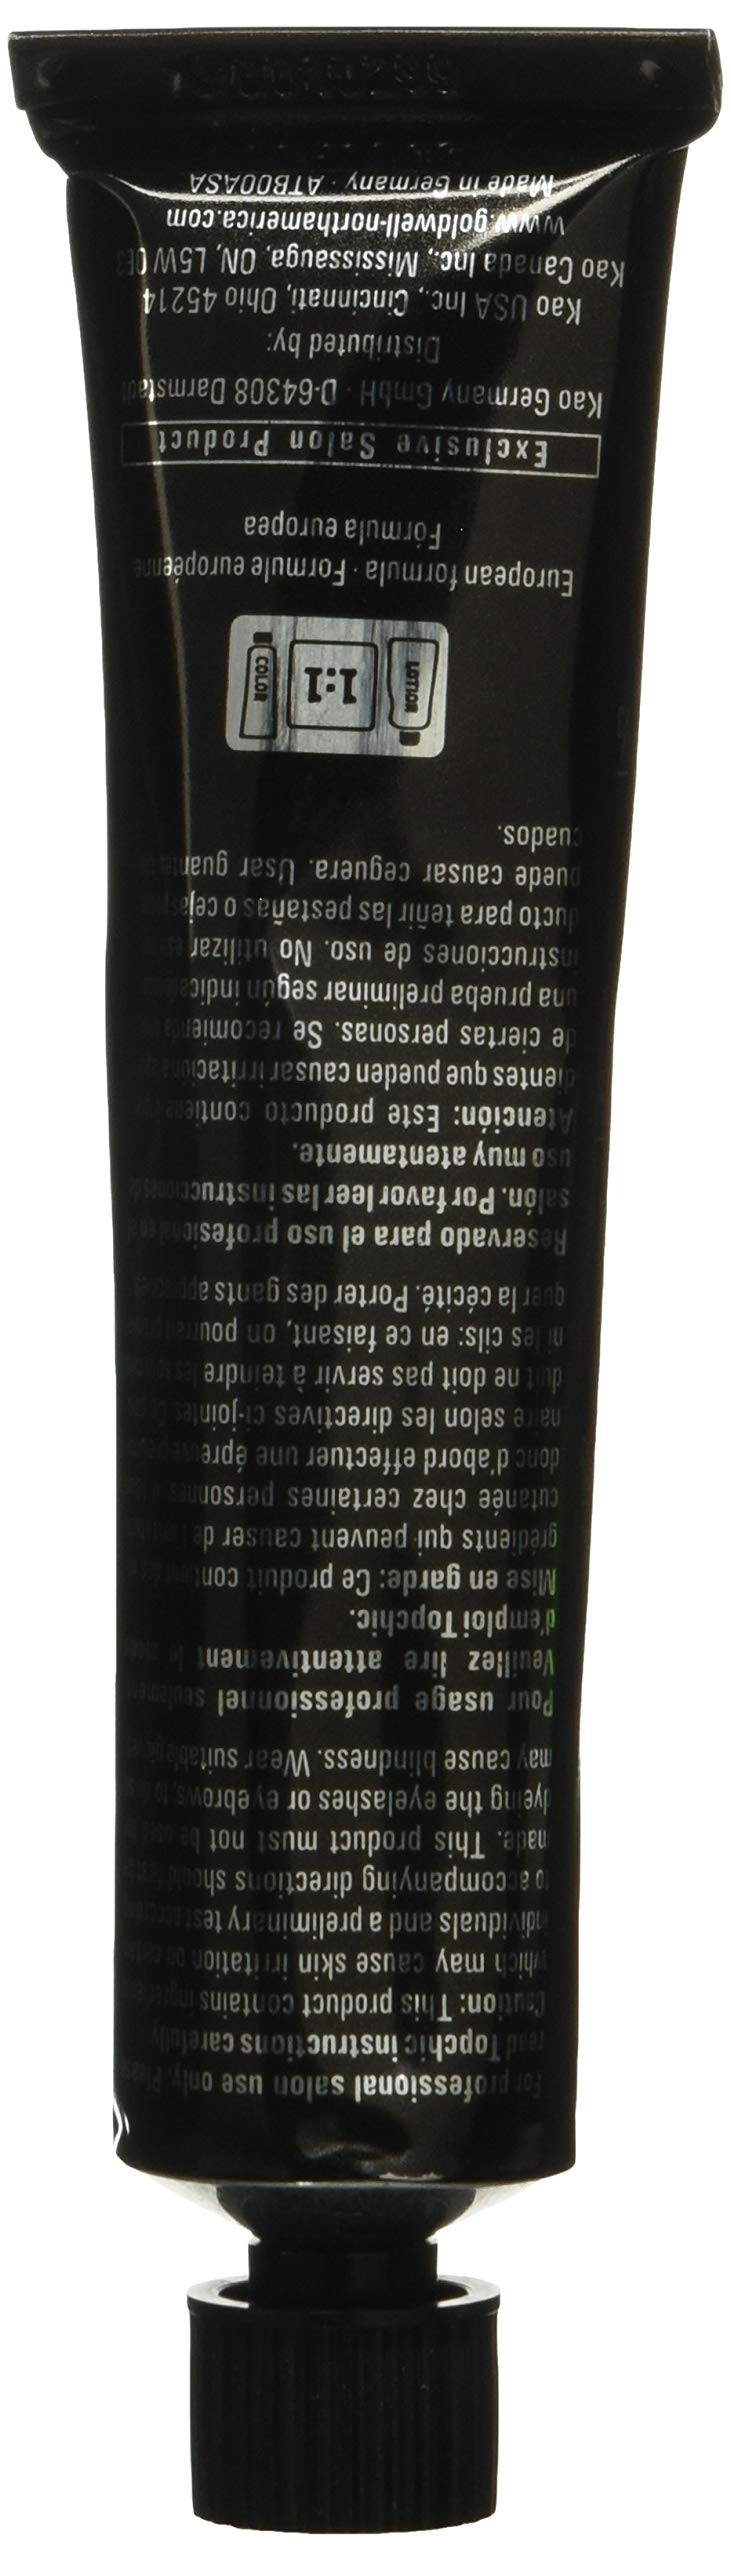 For professional salon use only. Please
read Topchic instructions carefully.
Caution: This product contains
which may cause skin irritation on certain
individuals and a preliminary test
to accompanying directions should
made. This product must not be used
dyeing the eyelashes or eyebrows;
may cause blindness. Wear suitable
Pour usage professionnel seulement
Veuillez lire attentivement le
d'emploi Topchic.
Mise en garde: Ce produit contient des
grédients qui peuvent causer de
cutanée chez certaines personnes
donc d'abord effectuer une épreuve
naire selon les directives ci-jointes. Ce
doit ne doit pas servir à teindre les
ni les cils: en ce faisant, on pourrait
quer la cécité. Porter des gants
Reservado para el uso profesional
salón. Por favor leer las instrucciones
uso muy atentamente.
Atención: Este producto contiene
dientes que pueden causar irritación
de ciertas personas. Se recomienda
una prueba preliminar según
instrucciones de uso. No utilizar
ducto para teñir las pestañas o cejas
puede causar ceguera. Usar guantes
cuados.
LOTION 1:1 COLOR
European formula · Formule européenne
Fórmula europea
Exclusive Salon Product
Kao Germany GmbH · D-64308 Darmstadt
Distributed by:
Kao USA Inc., Cincinnati, Ohio 45214
Kao Canada Inc., Mississauga, ON, L5W 0E3
www.goldwell-northamerica.com
Made in Germany · ATB00ASA